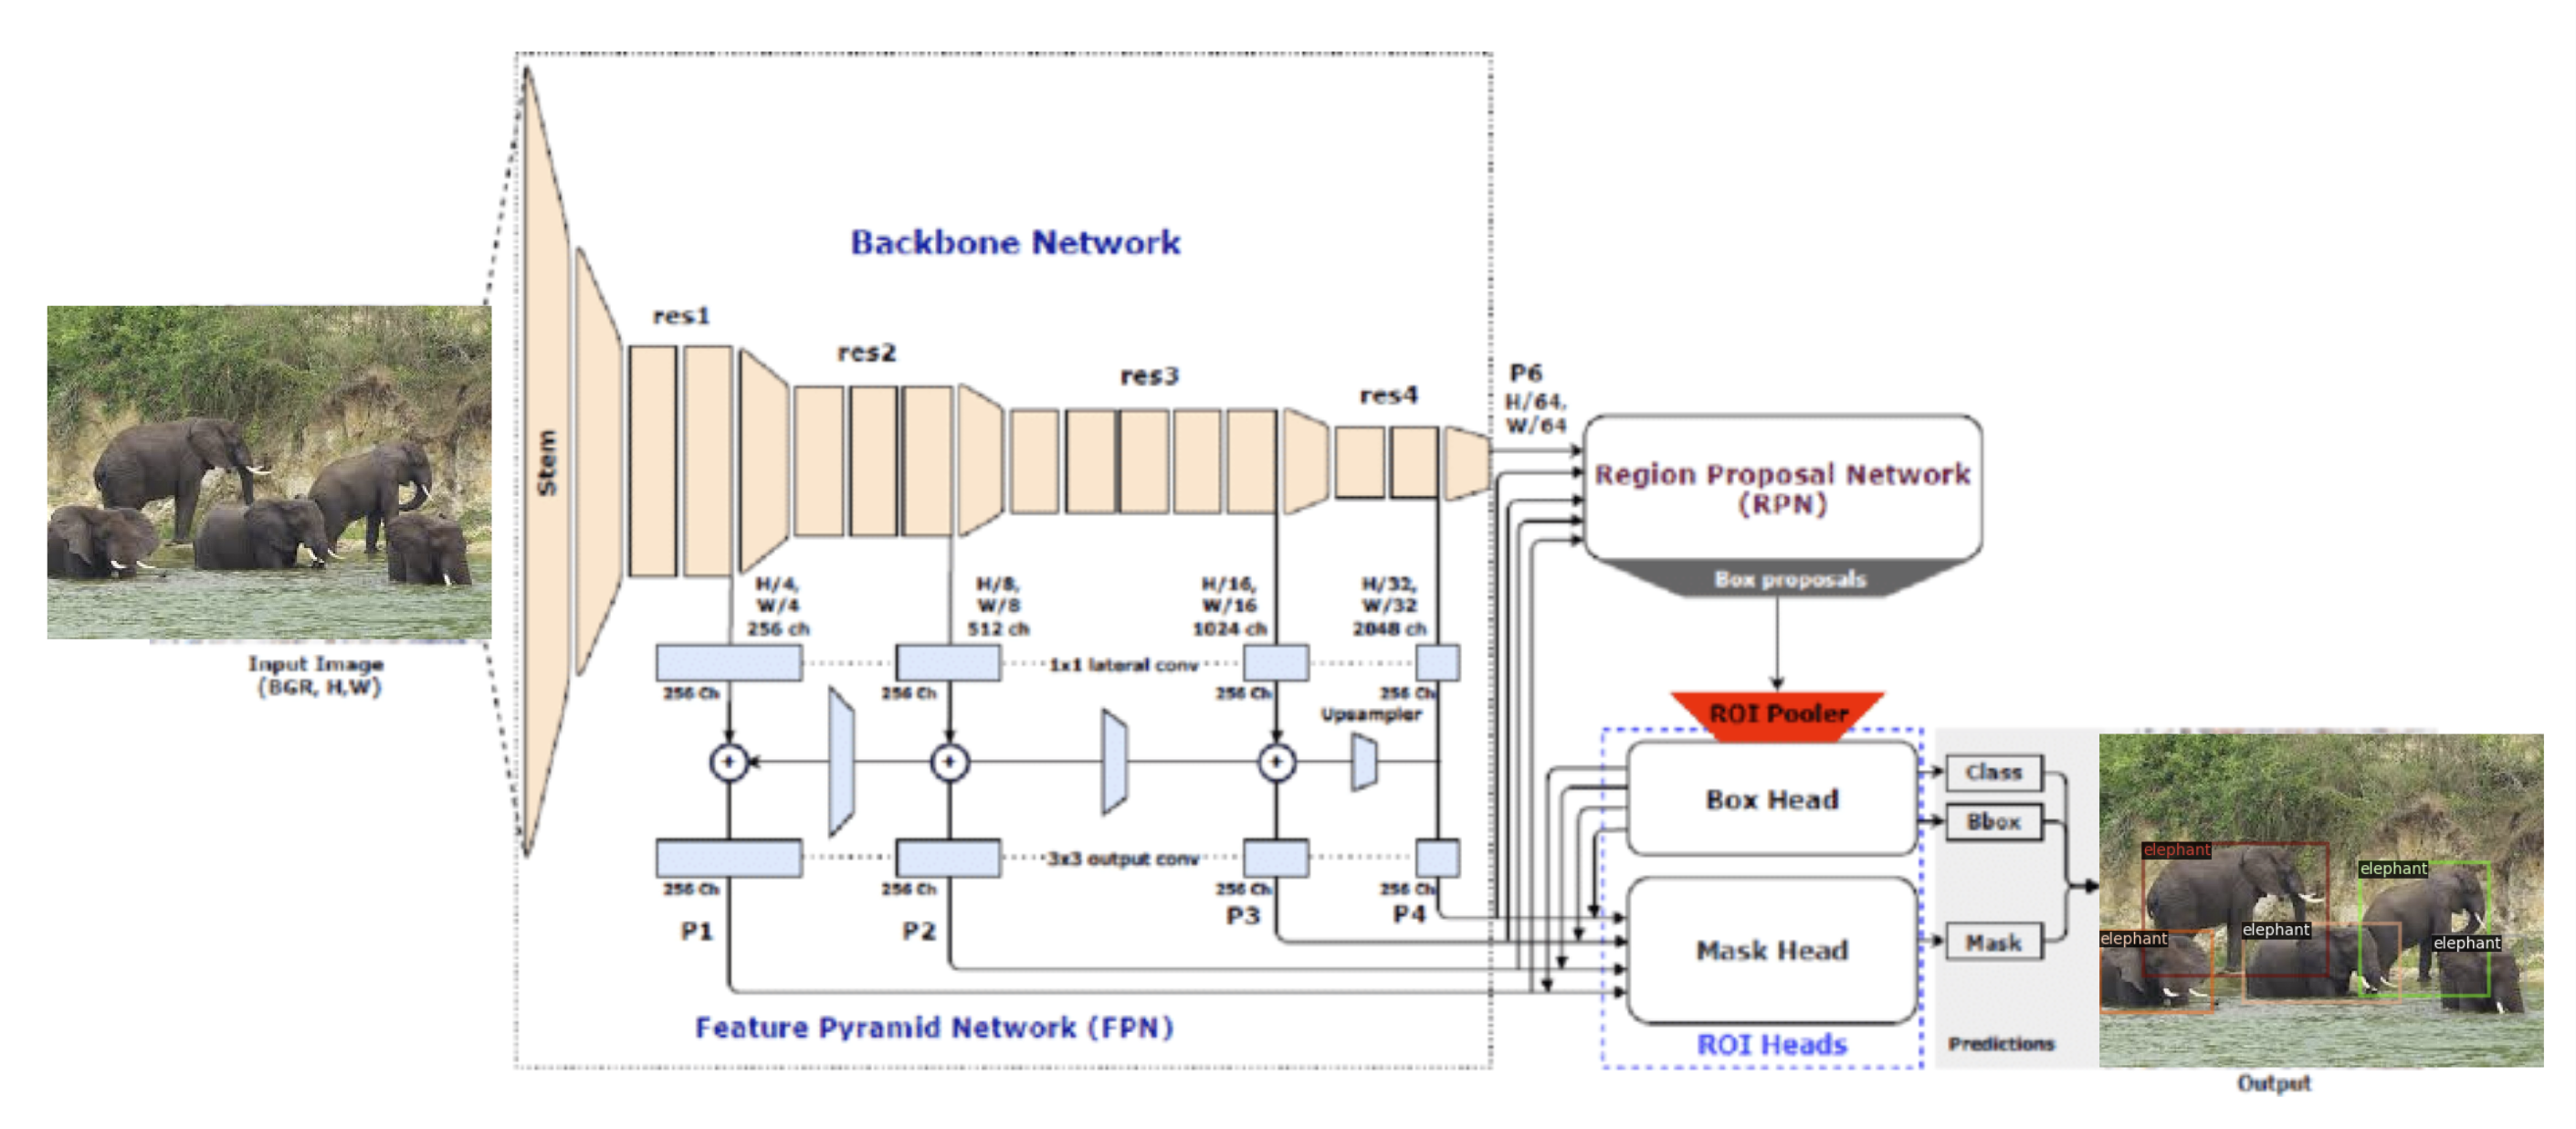 Backbone Network
res1
res2
res3
res4
Stem
P6
H/64,
W/64
Region Proposal Network
(RPN)
Box proposals
Input Image
(BGR, H,W)
H/4,
W/4
256 ch
H/8,
W/8
512 ch
H/16,
W/16
1024 ch
H/32,
W/32
2048 ch
1x1 lateral conv
256 Ch
256 Ch
256 Ch
256 Ch
Upsampler
+
+
+
3x3 output conv
256 Ch
256 Ch
256 Ch
256 Ch
P1
P2
P3
P4
Feature Pyramid Network (FPN)
ROI Pooler
Box Head
Mask Head
ROI Heads
Class
Bbox
Mask
Predictions
elephant
elephant
elephant
elephant
elephant
Output